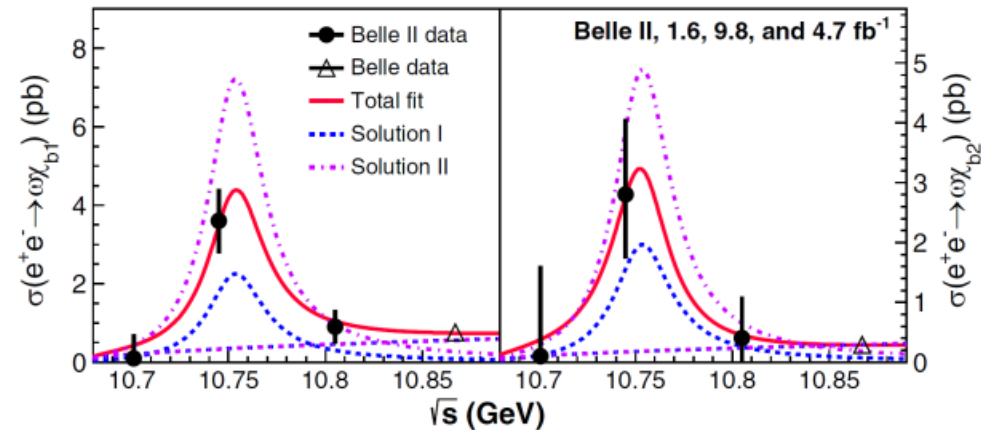 σ(e⁺e⁻→ωχ_b1) (pb)
8
6
4
2
0
Belle II data
Belle data
Total fit
Solution I
Solution II
Belle II, 1.6, 9.8, and 4.7 fb⁻¹
5
4
3
2
1
0
σ(e⁺e⁻→ωχ_b2) (pb)
10.7 10.75 10.8 10.85 10.7 10.75 10.8 10.85
√s (GeV)